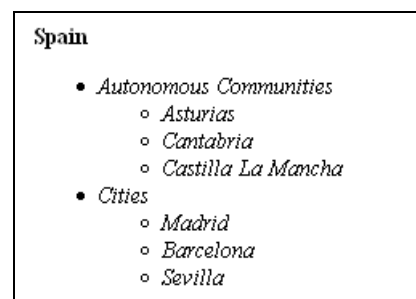 Spain
• Autonomous Communities
◦ Asturias
◦ Cantabria
◦ Castilla La Mancha
• Cities
◦ Madrid
◦ Barcelona
◦ Sevilla